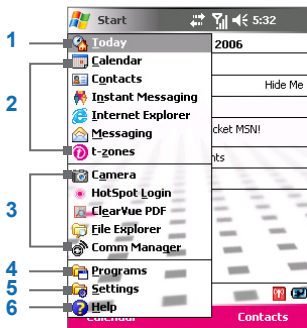 Start 5:32
1 Today 2006
2 Calendar
Contacts Hide Me
Instant Messaging
Internet Explorer
Messaging cket MSN!
t-zones
nts
3 Camera
HotSpot Login
ClearVue PDF
File Explorer
Comm Manager
4 Programs
5 Settings
6 Help
Calendar Contacts